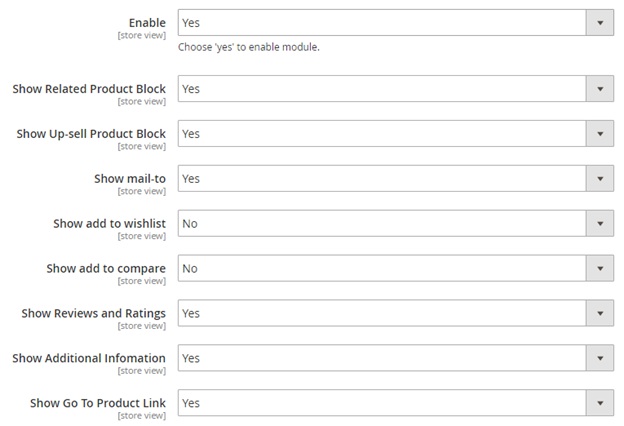 Enable Yes
[store view]
Choose 'yes' to enable module.
Show Related Product Block Yes
[store view]
Show Up-sell Product Block Yes
[store view]
Show mail-to Yes
[store view]
Show add to wishlist No
[store view]
Show add to compare No
[store view]
Show Reviews and Ratings Yes
[store view]
Show Additional Infomation Yes
[store view]
Show Go To Product Link Yes
[store view]